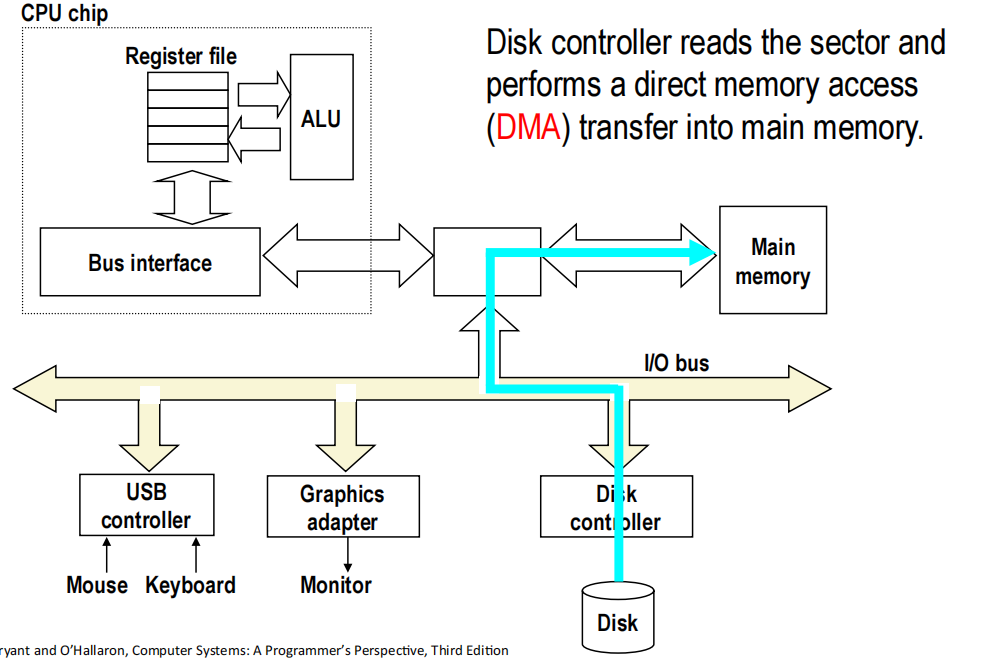 CPU chip
Register file
ALU
Disk controller reads the sector and
performs a direct memory access
(DMA) transfer into main memory.
Bus interface
Main
memory
I/O bus
USB
controller
Graphics
adapter
Disk
controller
Mouse
Keyboard
Monitor
Disk
ryant and O'Hallaron, Computer Systems: A Programmer's Perspective, Third Edition